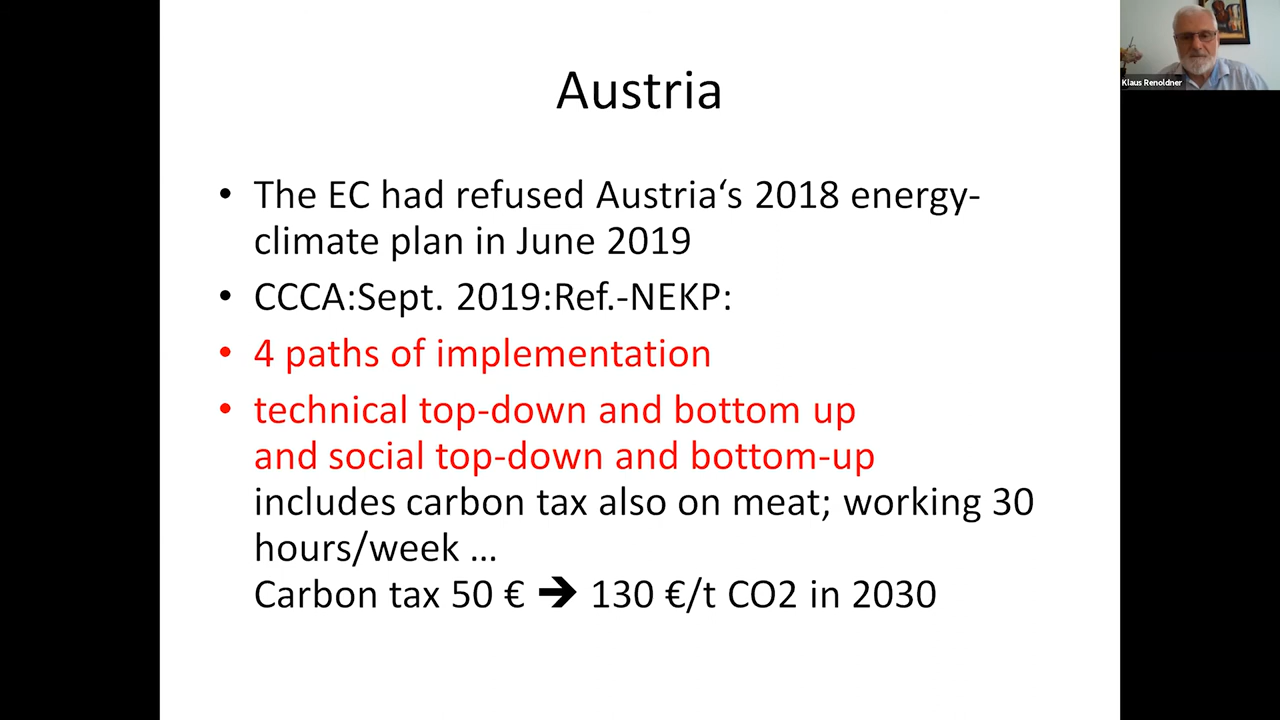 Austria
• The EC had refused Austria‘s 2018 energy-
climate plan in June 2019
• CCCA:Sept. 2019:Ref.-NEKP:
• 4 paths of implementation
• technical top-down and bottom up
and social top-down and bottom-up
includes carbon tax also on meat; working 30
hours/week ...
Carbon tax 50 € ➔ 130 €/t CO2 in 2030
Klaus Renoldner